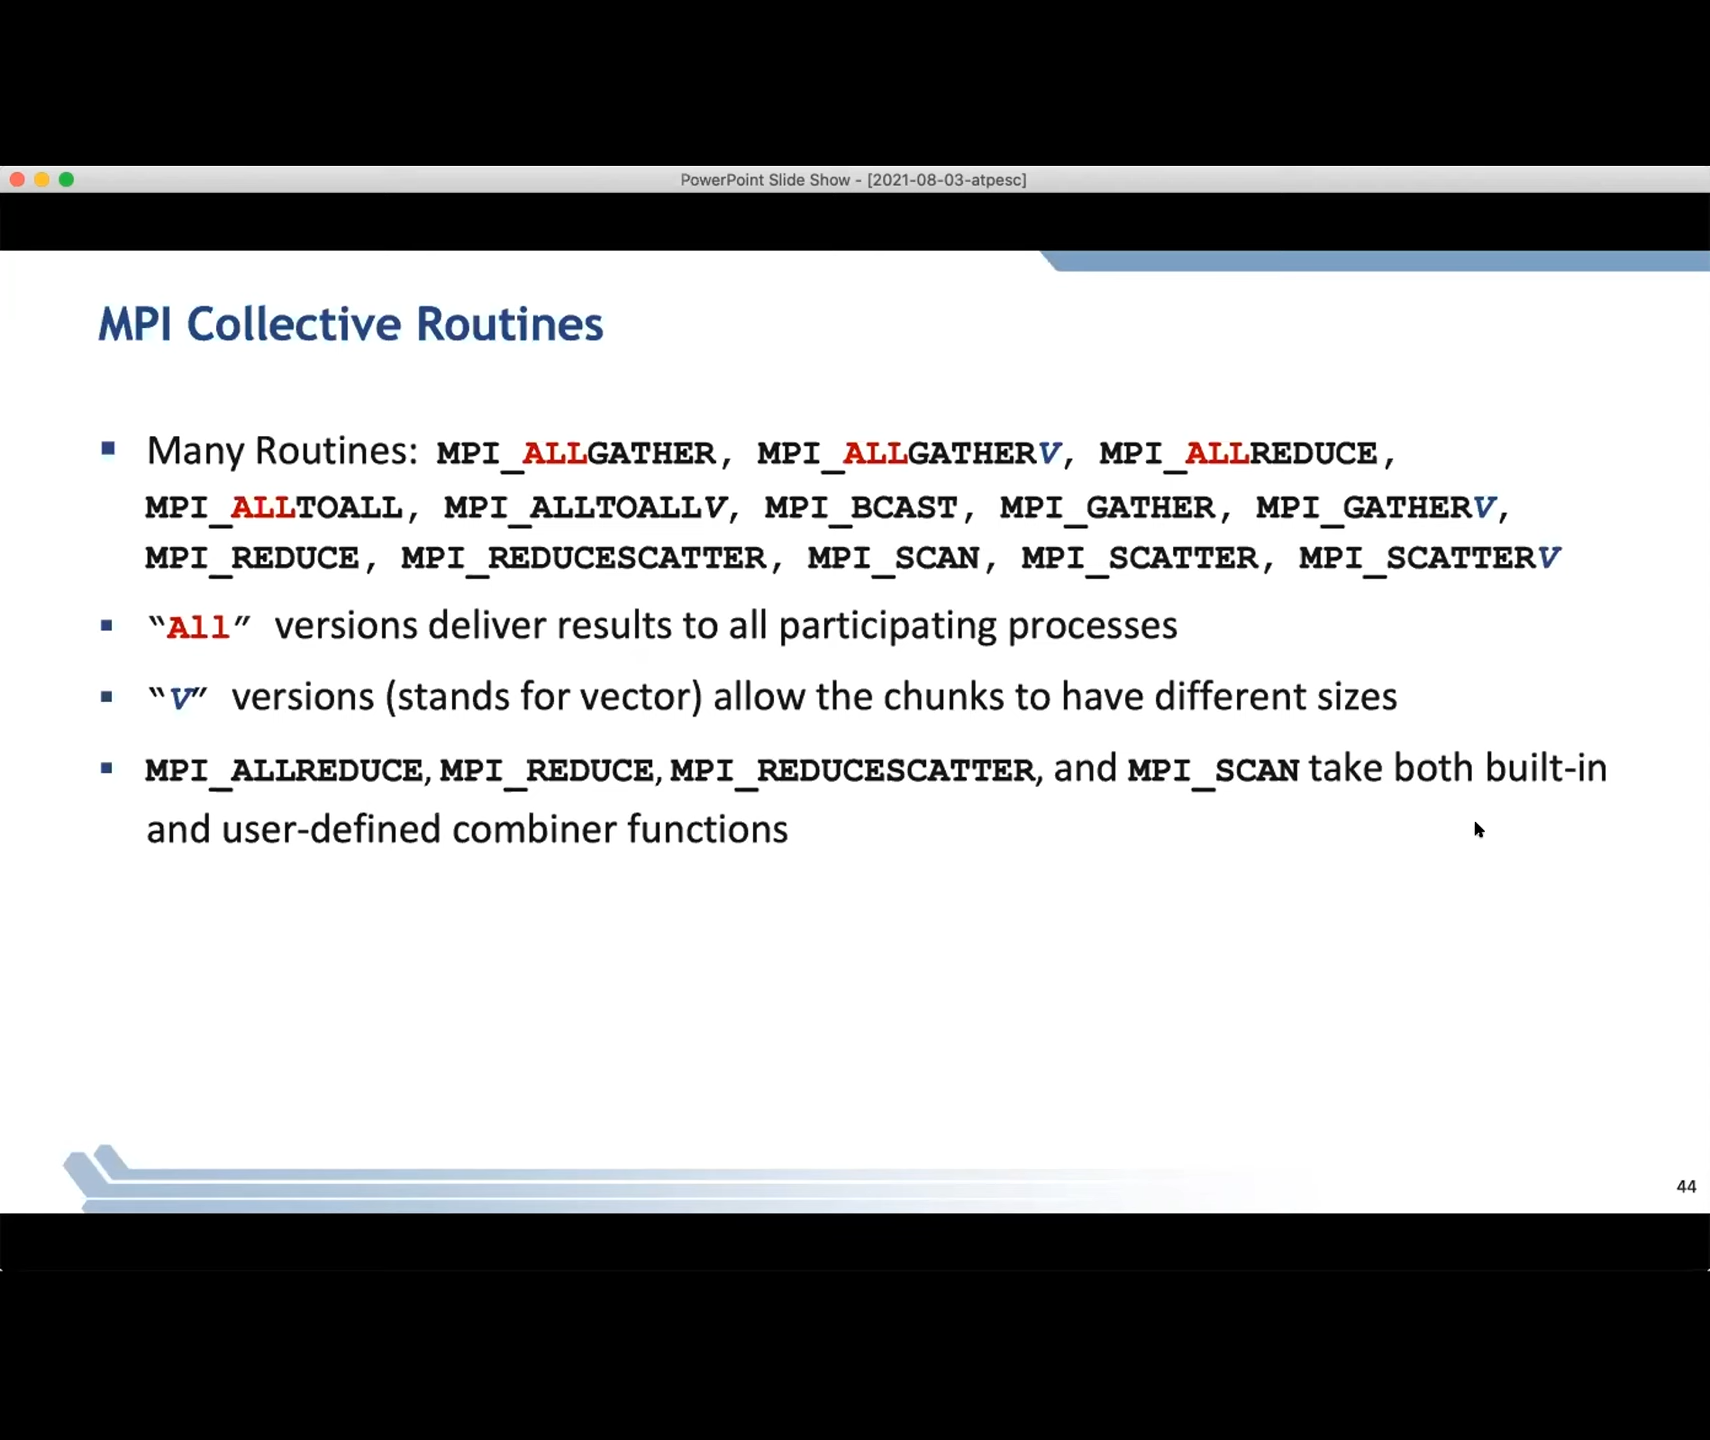 PowerPoint Slide Show - [2021-08-03-atpesc]
MPI Collective Routines
▪ Many Routines: MPI_ALLGATHER, MPI_ALLGATHERV, MPI_ALLREDUCE,
MPI_ALLTOALL, MPI_ALLTOALLV, MPI_BCAST, MPI_GATHER, MPI_GATHERV,
MPI_REDUCE, MPI_REDUCESCATTER, MPI_SCAN, MPI_SCATTER, MPI_SCATTERV
▪ “All” versions deliver results to all participating processes
▪ “V” versions (stands for vector) allow the chunks to have different sizes
▪ MPI_ALLREDUCE, MPI_REDUCE, MPI_REDUCESCATTER, and MPI_SCAN take both built-in
and user-defined combiner functions
44